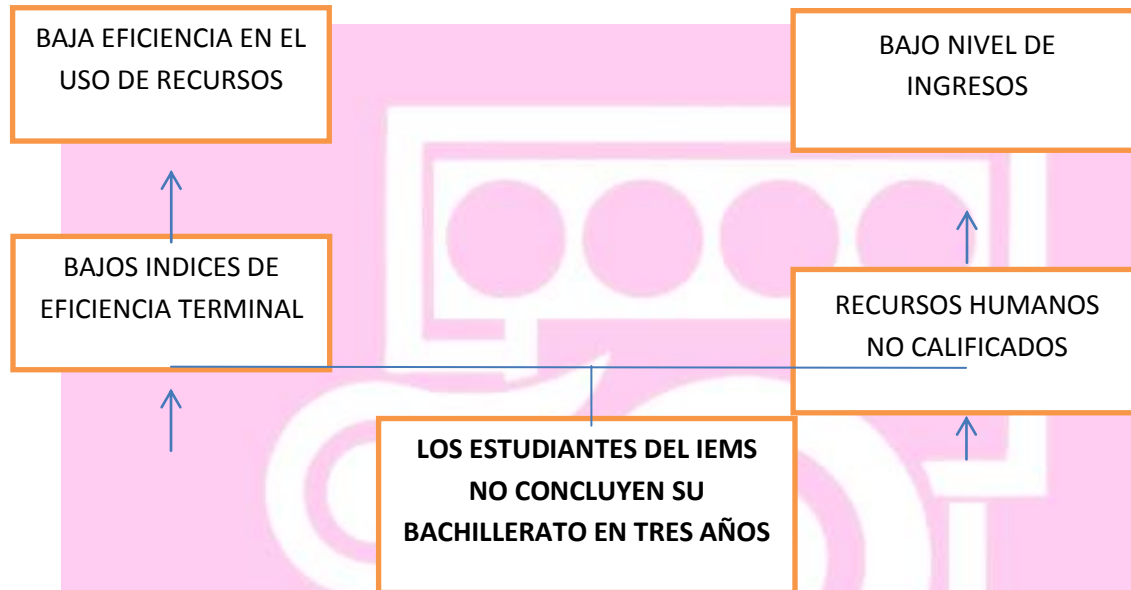 BAJA EFICIENCIA EN EL
USO DE RECURSOS
BAJO NIVEL DE
INGRESOS
BAJOS INDICES DE
EFICIENCIA TERMINAL
RECURSOS HUMANOS
NO CALIFICADOS
LOS ESTUDIANTES DEL IEMS
NO CONCLUYEN SU
BACHILLERATO EN TRES AÑOS